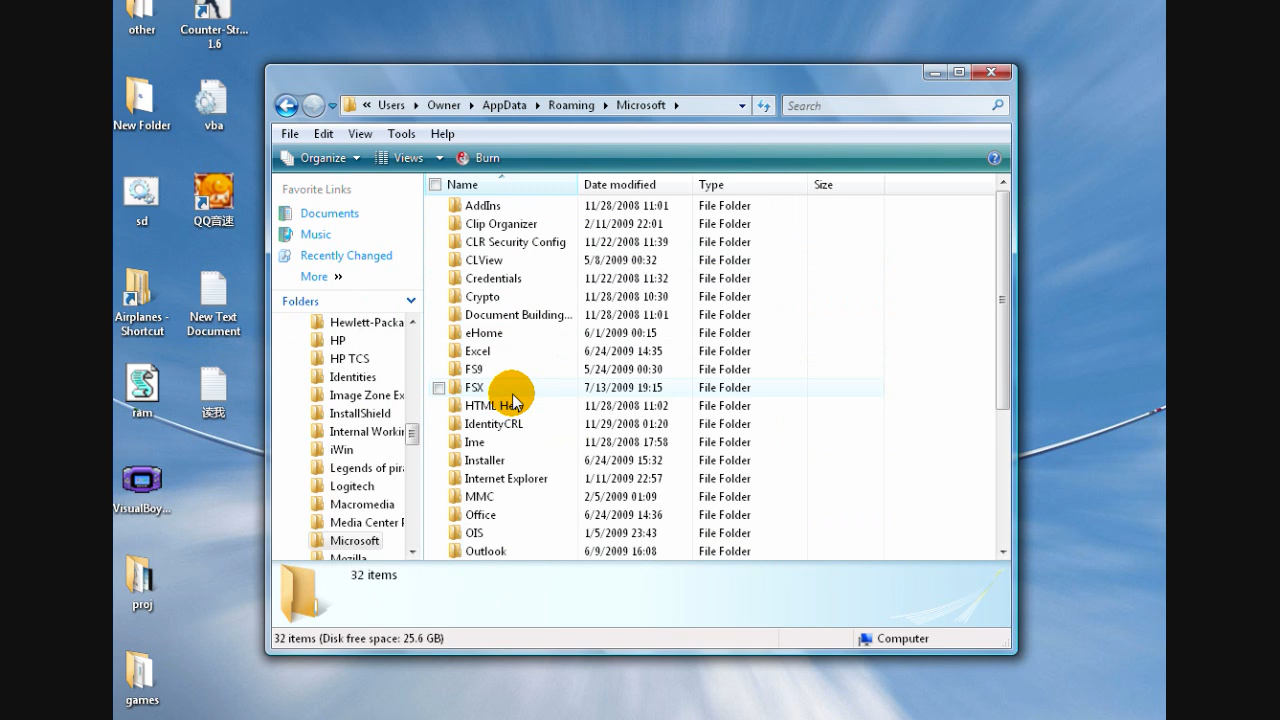 other
Counter-Str...
1.6
New Folder
vba
sd
QQ音速
Airplanes -
Shortcut
New Text
Document
ram
读我
VisualBoy...
proj
games
« Users Owner AppData Roaming Microsoft
Search
File Edit View Tools Help
Organize Views Burn
Favorite Links
Documents
Music
Recently Changed
More »
Folders
Hewlett-Packa
HP
HP TCS
Identities
Image Zone Ex
InstallShield
Internal Workin
iWin
Legends of pira
Logitech
Macromedia
Media Center P
Microsoft
Mozilla
Name Date modified Type Size
AddIns 11/28/2008 11:01 File Folder
Clip Organizer 2/11/2009 22:01 File Folder
CLR Security Config 11/22/2008 11:39 File Folder
CLView 5/8/2009 00:32 File Folder
Credentials 11/22/2008 11:32 File Folder
Crypto 11/28/2008 10:30 File Folder
Document Building... 11/28/2008 11:01 File Folder
eHome 6/1/2009 00:15 File Folder
Excel 6/24/2009 14:35 File Folder
FS9 5/24/2009 00:30 File Folder
FSX 7/13/2009 19:15 File Folder
HTML Help 11/28/2008 11:02 File Folder
IdentityCRL 11/29/2008 01:20 File Folder
Ime 11/28/2008 17:58 File Folder
Installer 6/24/2009 15:32 File Folder
Internet Explorer 1/11/2009 22:57 File Folder
MMC 2/5/2009 01:09 File Folder
Office 6/24/2009 14:36 File Folder
OIS 1/5/2009 23:43 File Folder
Outlook 6/9/2009 16:08 File Folder
32 items
32 items (Disk free space: 25.6 GB) Computer